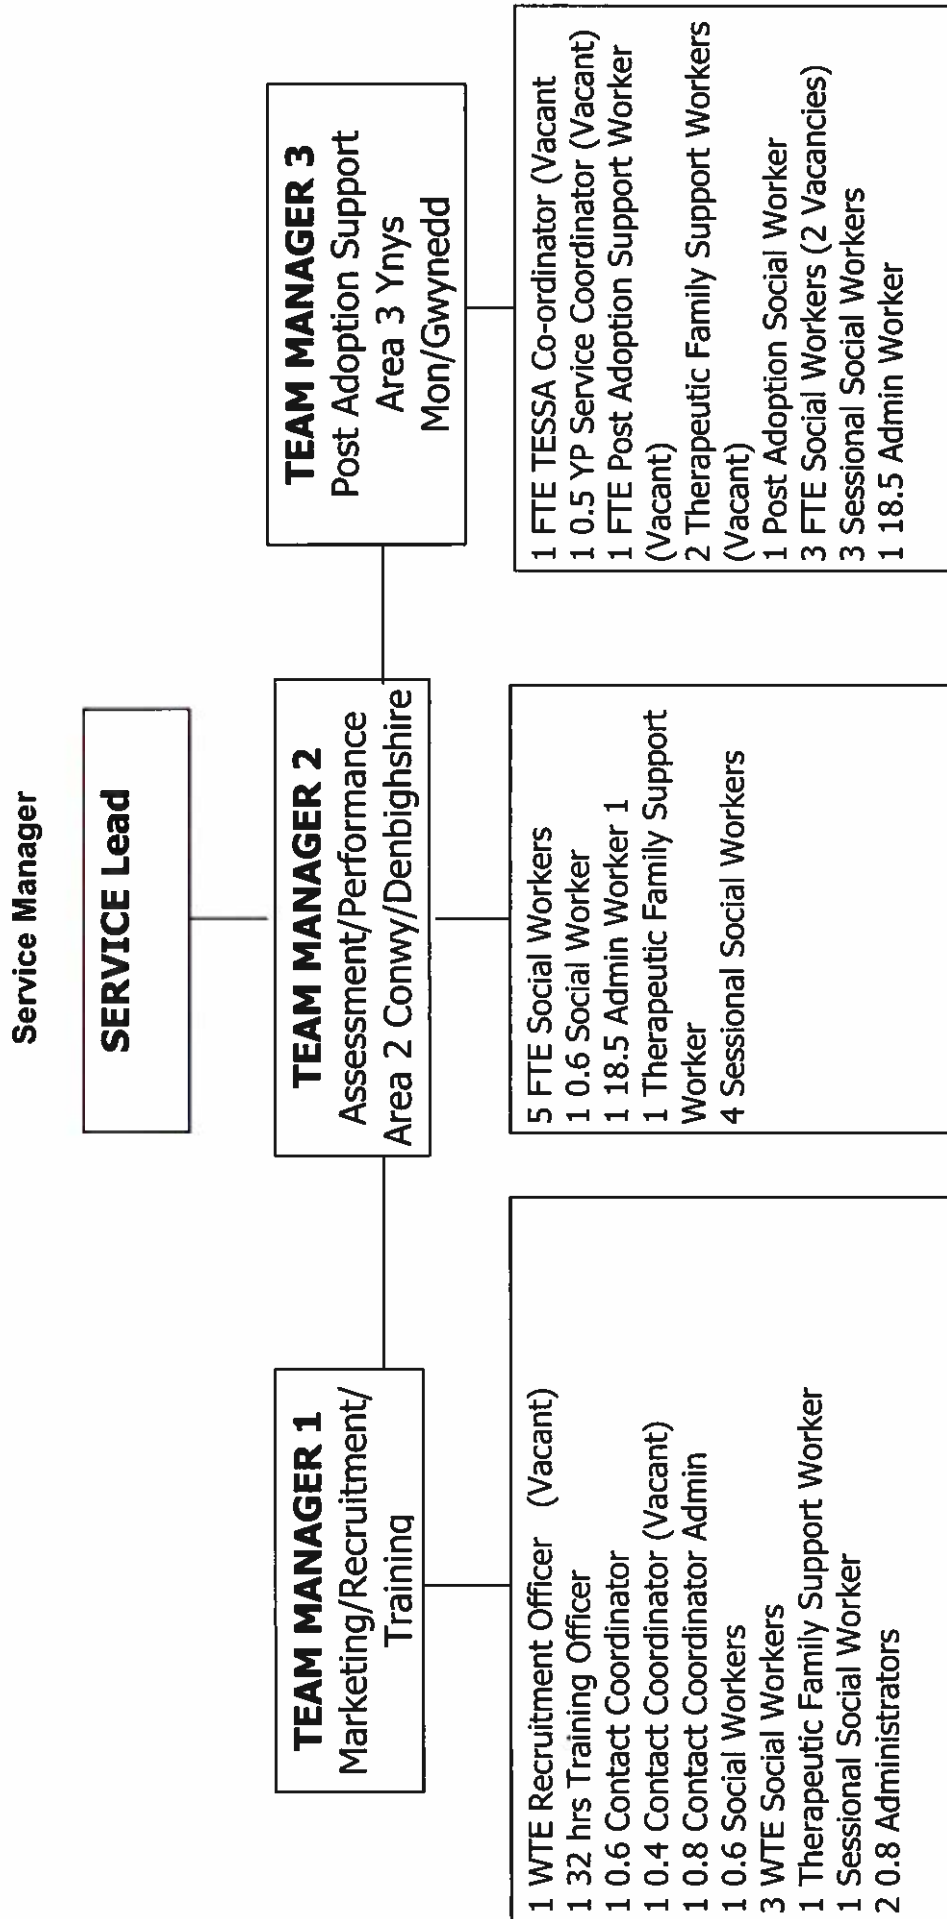 Service Manager
SERVICE Lead
TEAM MANAGER 1
Marketing/Recruitment/
Training
TEAM MANAGER 2
Assessment/Performance
Area 2 Conwy/Denbighshire
TEAM MANAGER 3
Post Adoption Support
Area 3 Ynys
Mon/Gwynedd
1 WTE Recruitment Officer (Vacant)
1 32 hrs Training Officer
1 0.6 Contact Coordinator
1 0.4 Contact Coordinator (Vacant)
1 0.8 Contact Coordinator Admin
1 0.6 Social Workers
3 WTE Social Workers
1 Therapeutic Family Support Worker
1 Sessional Social Worker
2 0.8 Administrators
5 FTE Social Workers
1 0.6 Social Worker
1 18.5 Admin Worker 1
1 Therapeutic Family Support
Worker
4 Sessional Social Workers
1 FTE TESSA Co-ordinator (Vacant
1 0.5 YP Service Coordinator (Vacant)
1 FTE Post Adoption Support Worker
(Vacant)
2 Therapeutic Family Support Workers
(Vacant)
1 Post Adoption Social Worker
3 FTE Social Workers (2 Vacancies)
3 Sessional Social Workers
1 18.5 Admin Worker